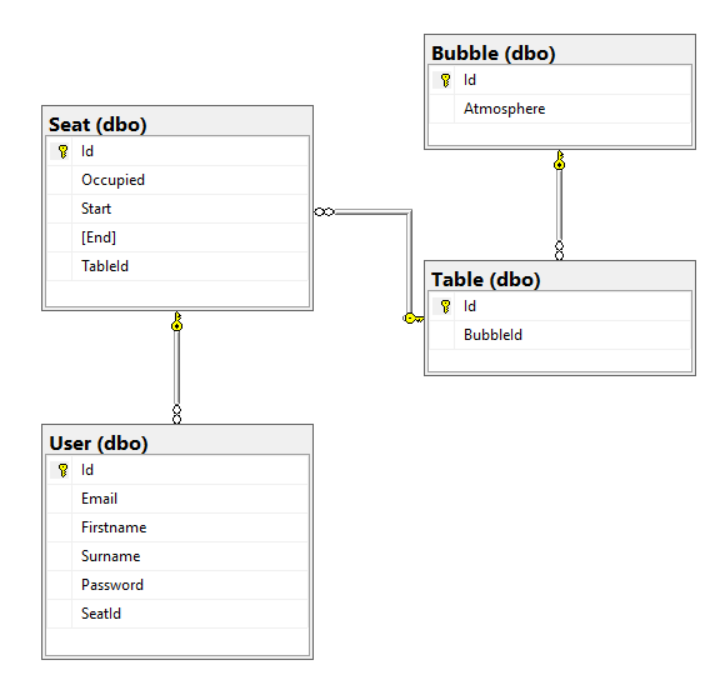 Bubble (dbo)
Id
Atmosphere
Seat (dbo)
Id
Occupied
Start
[End]
TableId
Table (dbo)
Id
BubbleId
User (dbo)
Id
Email
Firstname
Surname
Password
SeatId